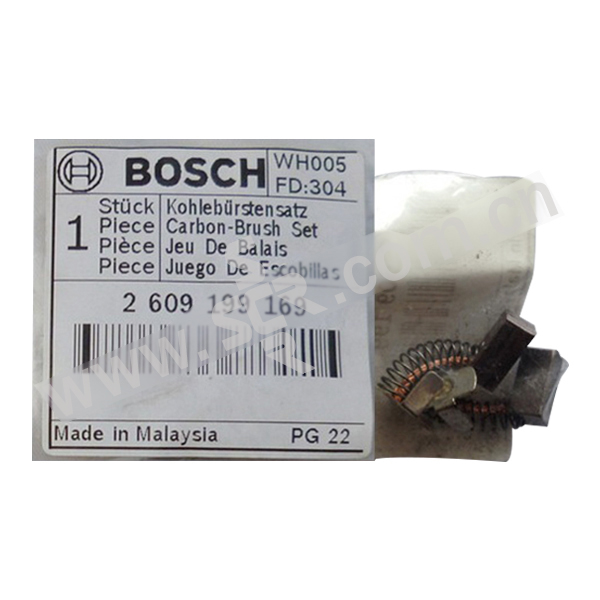 BOSCH
WH005
FD:304
1
Stück Kohlebürstensatz
Piece Carbon-Brush Set
Pièce Jeu De Balais
Piece Juego De Escobillas
2 609 199 169
Made in Malaysia PG 22